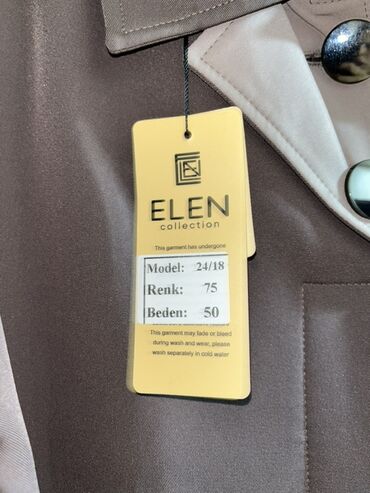 ELEN
collection
This garment has undergone
Model: 24/18
Renk: 75
Beden: 50
This garment may fade or bleed
during wash and wear, please
wash separately in cold water